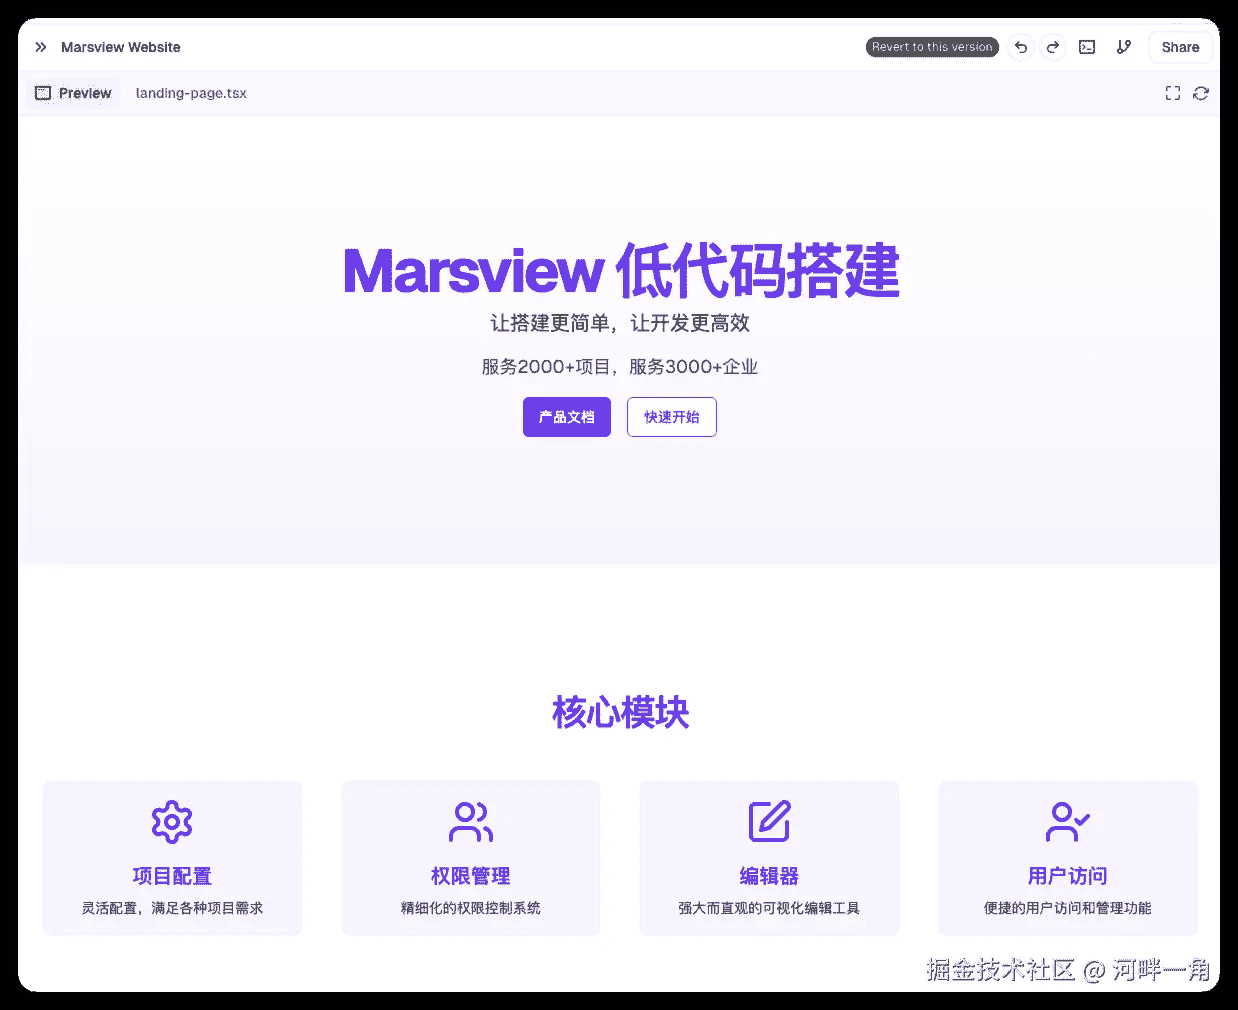 Marsview Website
Revert to this version
Share
Preview
landing-page.tsx
Marsview 低代码搭建
让搭建更简单，让开发更高效
服务2000+项目，服务3000+企业
产品文档
快速开始
核心模块
项目配置
灵活配置，满足各种项目需求
权限管理
精细化的权限控制系统
编辑器
强大而直观的可视化编辑工具
用户访问
便捷的用户访问和管理功能
掘金技术社区 @ 河畔一角